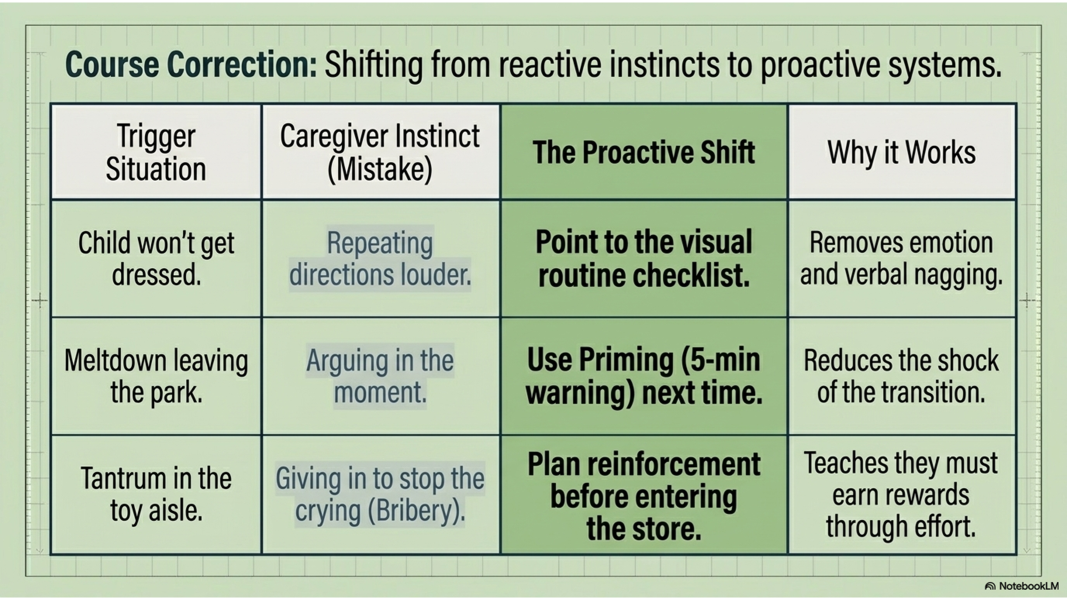 Course Correction: Shifting from reactive instincts to proactive systems.
Trigger
Situation
Caregiver Instinct
(Mistake)
The Proactive Shift
Why it Works
Child won't get
dressed.
Repeating
directions louder.
Point to the visual
routine checklist.
Removes emotion
and verbal nagging.
Meltdown leaving
the park.
Arguing in the
moment.
Use Priming (5-min
warning) next time.
Reduces the shock
of the transition.
Tantrum in the
toy aisle.
Giving in to stop the
crying (Bribery).
Plan reinforcement
before entering
the store.
Teaches they must
earn rewards
through effort.
NotebookLM